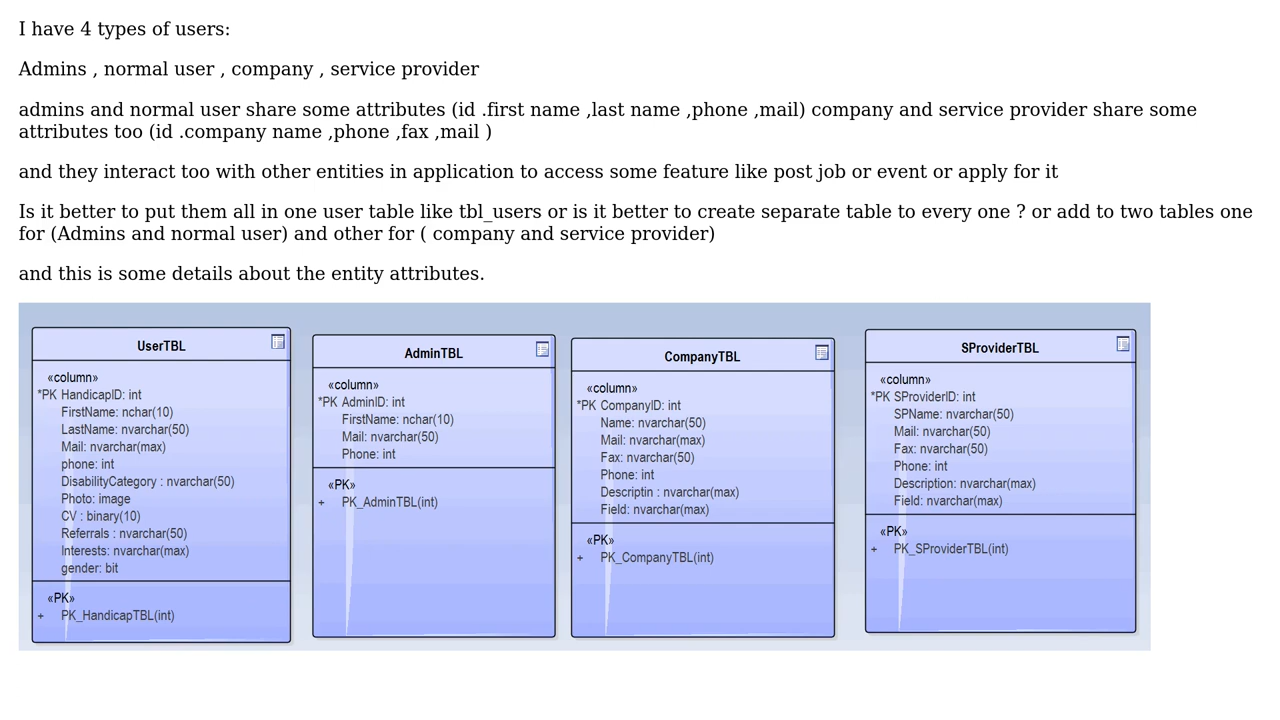 I have 4 types of users:
Admins , normal user , company , service provider
admins and normal user share some attributes (id .first name ,last name ,phone ,mail) company and service provider share some
attributes too (id .company name ,phone ,fax ,mail )
and they interact too with other entities in application to access some feature like post job or event or apply for it
Is it better to put them all in one user table like tbl_users or is it better to create separate table to every one ? or add to two tables one
for (Admins and normal user) and other for ( company and service provider)
and this is some details about the entity attributes.
UserTBL
«column»
*PK HandicapID: int
FirstName: nchar(10)
LastName: nvarchar(50)
Mail: nvarchar(max)
phone: int
DisabilityCategory : nvarchar(50)
Photo: image
CV : binary(10)
Referrals : nvarchar(50)
Interests: nvarchar(max)
gender: bit
«PK»
+ PK_HandicapTBL(int)
AdminTBL
«column»
*PK AdminID: int
FirstName: nchar(10)
Mail: nvarchar(50)
Phone: int
«PK»
+ PK_AdminTBL(int)
CompanyTBL
«column»
*PK CompanyID: int
Name: nvarchar(50)
Mail: nvarchar(max)
Fax: nvarchar(50)
Phone: int
Descriptin : nvarchar(max)
Field: nvarchar(max)
«PK»
+ PK_CompanyTBL(int)
SProviderTBL
«column»
*PK SProviderID: int
SPName: nvarchar(50)
Mail: nvarchar(50)
Fax: nvarchar(50)
Phone: int
Description: nvarchar(max)
Field: nvarchar(max)
«PK»
+ PK_SProviderTBL(int)